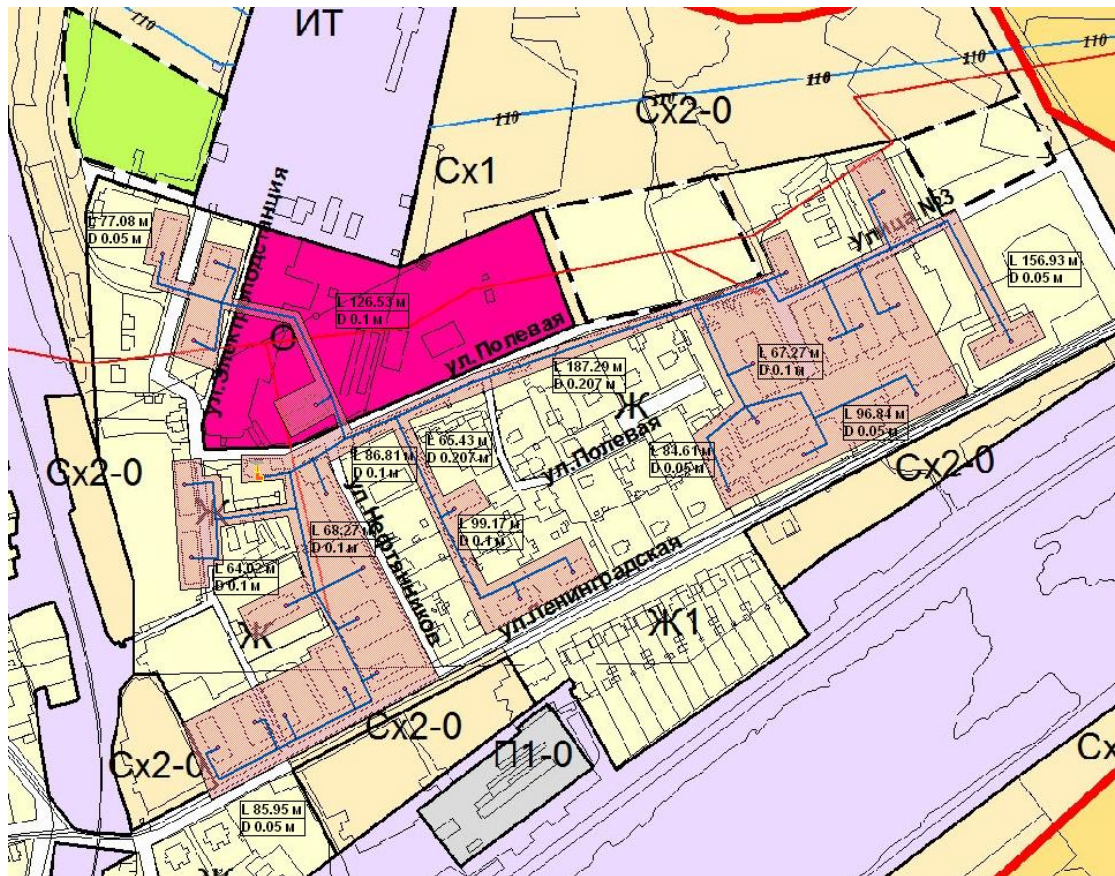 ИТ
110
110
110
110
110
Сх2-0
Сх1
L 77.08 м
D 0.05 м
ул.Электроподстанция
Улица №3
L 156.93 м
D 0.05 м
L 126.53 м
D 0.1 м
О
ул.Полевая
L 187.29 м
D 0.207 м
L 67.27 м
D 0.1 м
Ж
L 96.84 м
D 0.05 м
L 65.43 м
D 0.207 м
L 86.81 м
D 0.1 м
ул.Полевая
L 84.61 м
D 0.05 м
Сх2-0
Сх2-0
Ж
L 68.27 м
D 0.1 м
ул.Нефтянников
L 99.17 м
D 0.1 м
L 64.02 м
D 0.1 м
ул.Ленинградская
Ж
Ж1
Сх2-0
Сх2-0
П1-0
Сх
L 85.95 м
D 0.05 м